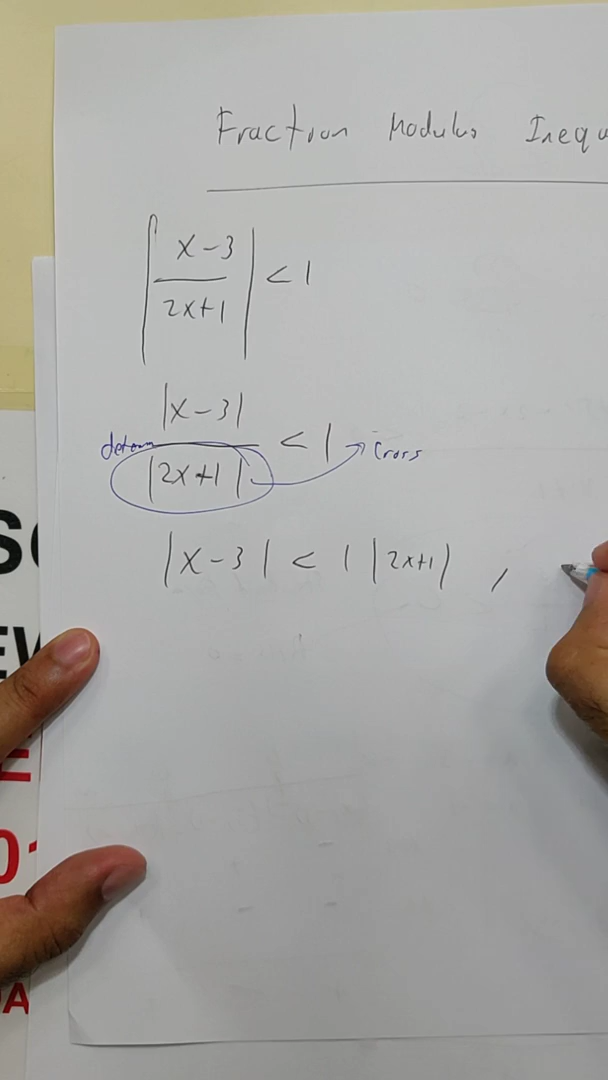 Fraction Modulus Inequ
|x-3/2x+1| < 1
|x-3|/|2x+1| < 1
Cross
|x-3| < 1 |2x+1| ,